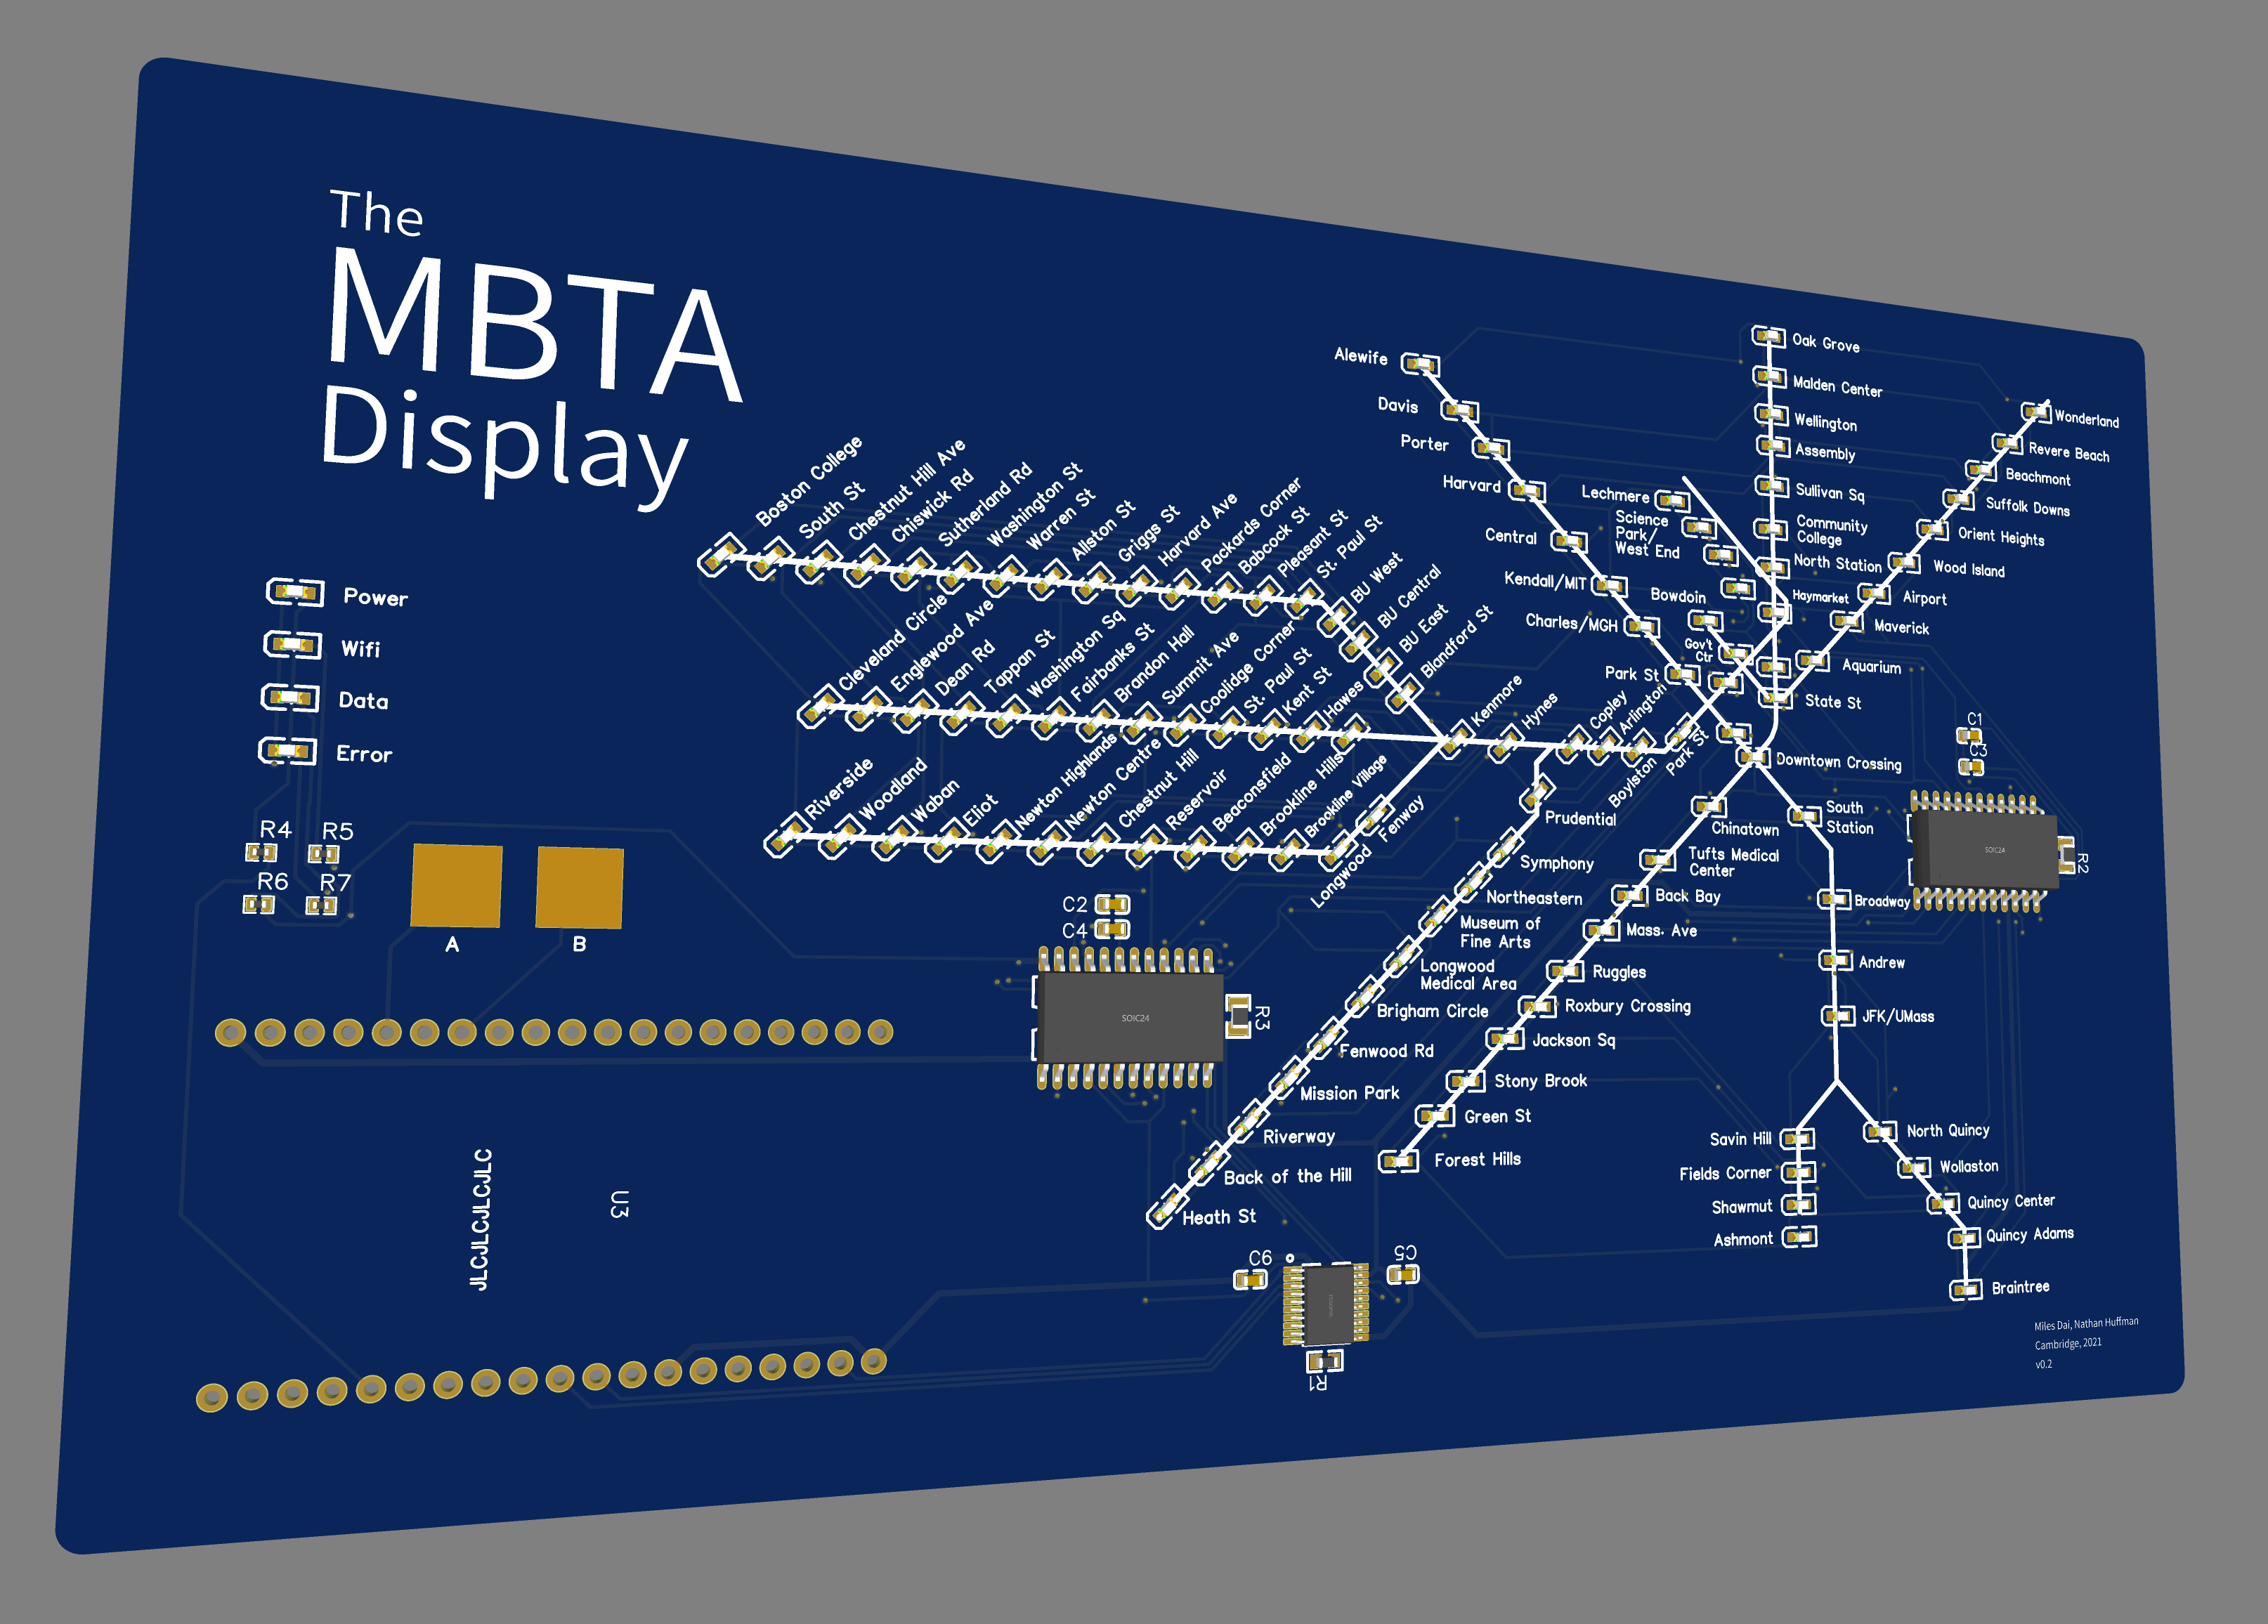 The
MBTA
Display
Power
Wifi
Data
Error
R4
R5
R6
R7
A
B
JLCJLCJLCJLC
U3
Boston College
South St
Chestnut Hill Ave
Chiswick Rd
Sutherland Rd
Washington St
Warren St
Allston St
Griggs St
Harvard Ave
Packards Corner
Babcock St
Pleasant St
St. Paul St
BU West
BU Central
BU East
Blandford St
Cleveland Circle
Englewood Ave
Dean Rd
Tappan St
Washington Sq
Fairbanks St
Brandon Hall
Summit Ave
Coolidge Corner
St. Paul St
Kent St
Hawes
Riverside
Woodland
Waban
Eliot
Newton Highlands
Newton Centre
Chestnut Hill
Reservoir
Beaconsfield
Brookline Hills
Brookline Village
Longwood
Fenway
Kenmore
Hynes
Copley
Arlington
Boylston
Park St
Prudential
Symphony
Northeastern
Museum of
Fine Arts
Longwood
Medical Area
Brigham Circle
Fenwood Rd
Mission Park
Riverway
Back of the Hill
Heath St
Alewife
Davis
Porter
Harvard
Central
Kendall/MIT
Charles/MGH
Park St
Lechmere
Science
Park/
West End
Bowdoin
Gov't
Ctr
Oak Grove
Malden Center
Wellington
Assembly
Sullivan Sq
Community
College
North Station
Haymarket
State St
Downtown Crossing
Wonderland
Revere Beach
Beachmont
Suffolk Downs
Orient Heights
Wood Island
Airport
Maverick
Aquarium
Chinatown
Tufts Medical
Center
Back Bay
Mass. Ave
Ruggles
Roxbury Crossing
Jackson Sq
Stony Brook
Green St
Forest Hills
South
Station
Broadway
Andrew
JFK/UMass
Savin Hill
Fields Corner
Shawmut
Ashmont
North Quincy
Wollaston
Quincy Center
Quincy Adams
Braintree
C1
C3
SOIC24
R2
C2
C4
SOIC24
R3
C6
C5
R1
Miles Dai, Nathan Huffman
Cambridge, 2021
v0.2